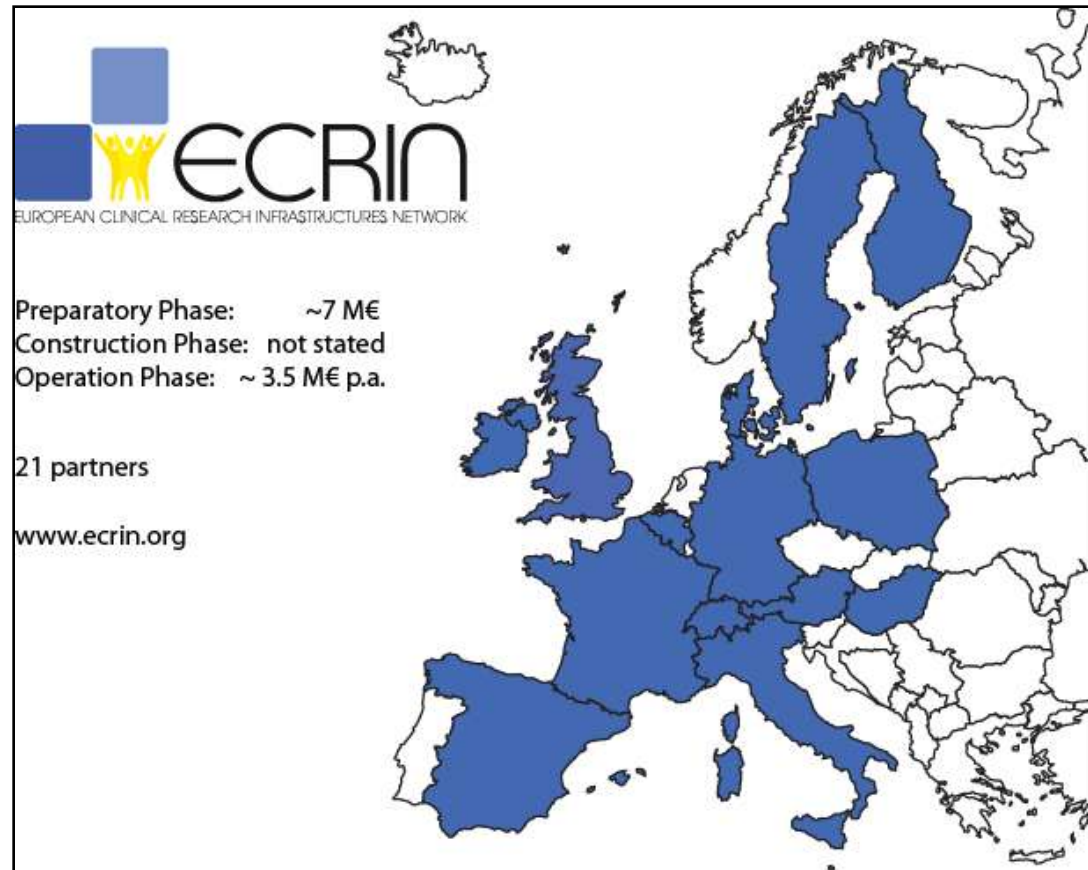 ECRIN
EUROPEAN CLINICAL RESEARCH INFRASTRUCTURES NETWORK
Preparatory Phase: ~7 M€
Construction Phase: not stated
Operation Phase: ~ 3.5 M€ p.a.
21 partners
www.ecrin.org